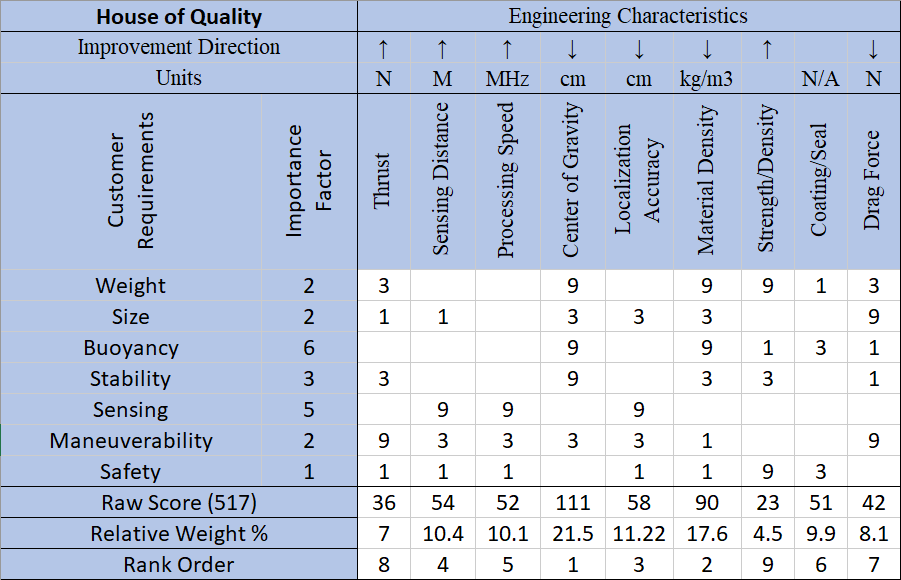 House of Quality Engineering Characteristics
Improvement Direction ↑ ↑ ↑ ↓ ↓ ↓ ↑ ↓
Units N M MHz cm cm kg/m3 N/A N
Customer Requirements Importance Factor Thrust Sensing Distance Processing Speed Center of Gravity Localization Accuracy Material Density Strength/Density Coating/Seal Drag Force
Weight 2 3 9 9 9 1 3
Size 2 1 1 3 3 3 9
Buoyancy 6 9 9 1 3 1
Stability 3 3 9 3 3 1
Sensing 5 9 9 9
Maneuverability 2 9 3 3 3 3 1 9
Safety 1 1 1 1 1 1 9 3
Raw Score (517) 36 54 52 111 58 90 23 51 42
Relative Weight % 7 10.4 10.1 21.5 11.22 17.6 4.5 9.9 8.1
Rank Order 8 4 5 1 3 2 9 6 7